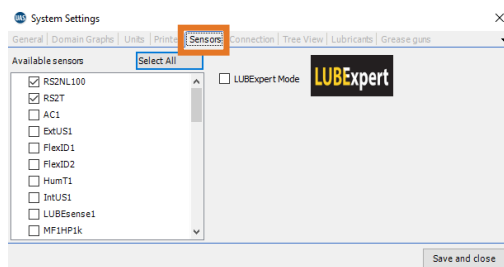 UAS System Settings
General Domain Graphs Units Printer Sensors Connection Tree View Lubricants Grease guns
Available sensors Select All
RS2NL100
RS2T
AC1
ExtUS1
FlexID1
FlexID2
HumT1
IntUS1
LUBEsense1
MF1HP1k
LUBExpert Mode LUBExpert
Save and close